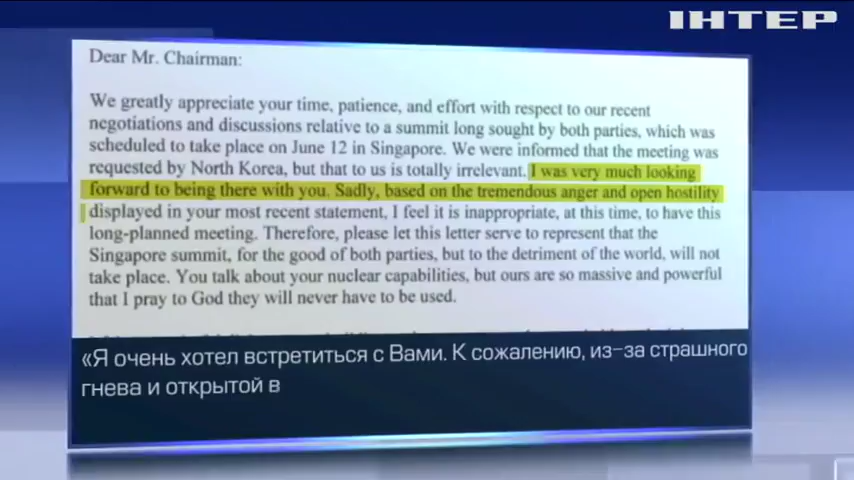 ІНТЕР
Dear Mr. Chairman:
We greatly appreciate your time, patience, and effort with respect to our recent
negotiations and discussions relative to a summit long sought by both parties, which was
scheduled to take place on June 12 in Singapore. We were informed that the meeting was
requested by North Korea, but that to us is totally irrelevant. I was very much looking
forward to being there with you. Sadly, based on the tremendous anger and open hostility
displayed in your most recent statement, I feel it is inappropriate, at this time, to have this
long-planned meeting. Therefore, please let this letter serve to represent that the
Singapore summit, for the good of both parties, but to the detriment of the world, will not
take place. You talk about your nuclear capabilities, but ours are so massive and powerful
that I pray to God they will never have to be used.
«Я очень хотел встретиться с Вами. К сожалению, из-за страшного
гнева и открытой в